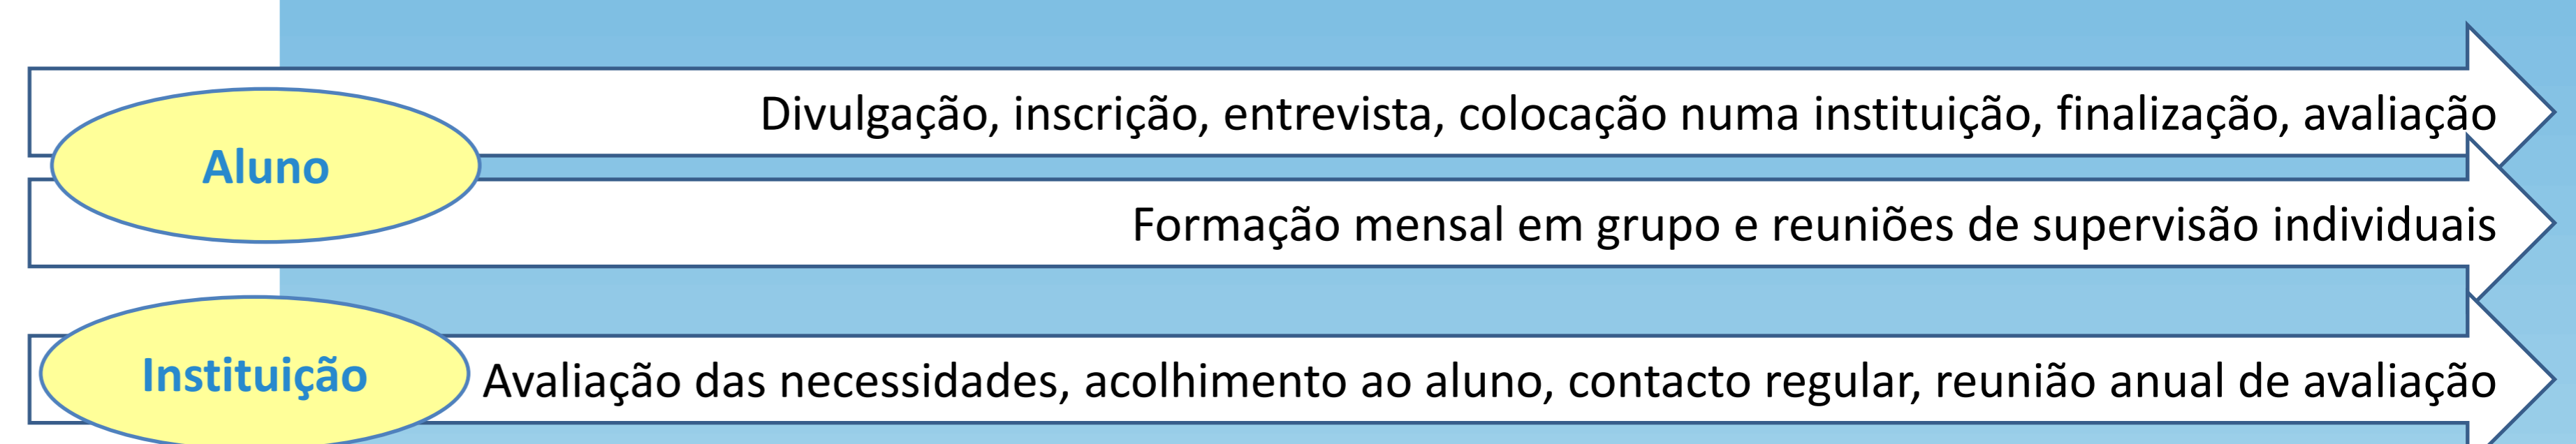 Divulgação, inscrição, entrevista, colocação numa instituição, finalização, avaliação
Aluno
Formação mensal em grupo e reuniões de supervisão individuais
Instituição
Avaliação das necessidades, acolhimento ao aluno, contacto regular, reunião anual de avaliação